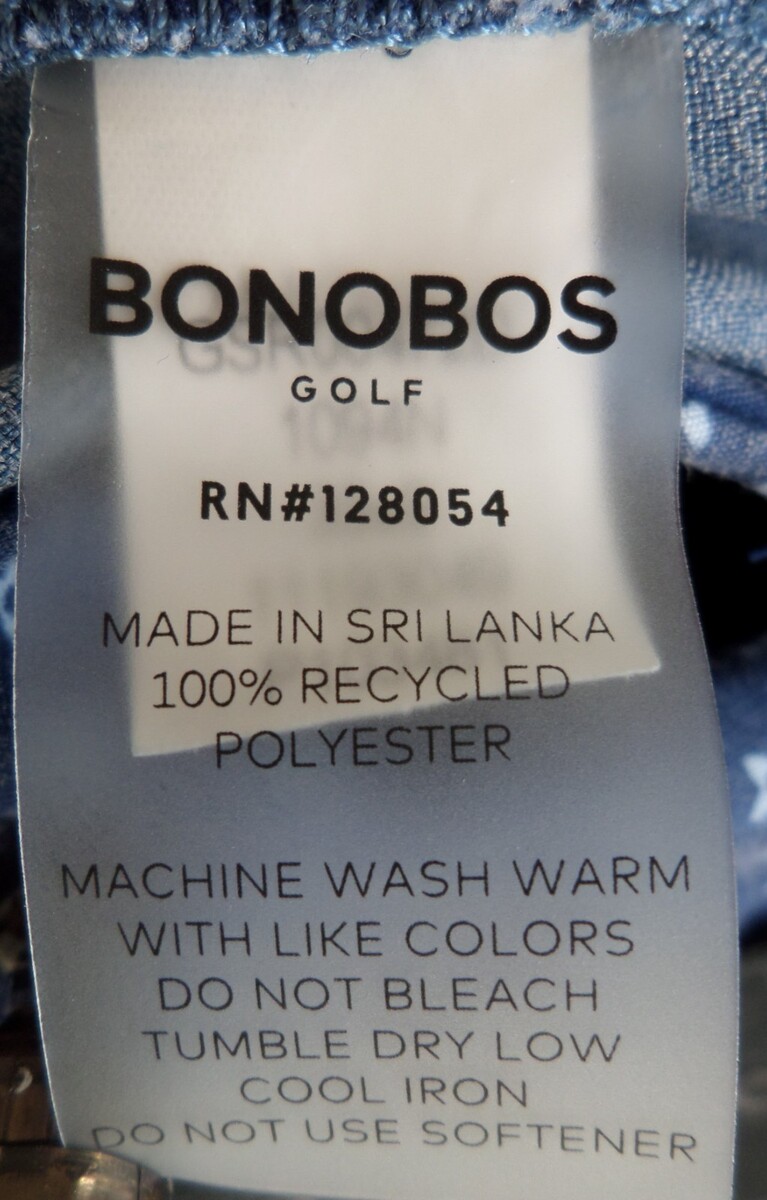 BONOBOS
GOLF
1094N
RN#128054
MADE IN SRI LANKA
100% RECYCLED
POLYESTER
MACHINE WASH WARM
WITH LIKE COLORS
DO NOT BLEACH
TUMBLE DRY LOW
COOL IRON
DO NOT USE SOFTENER